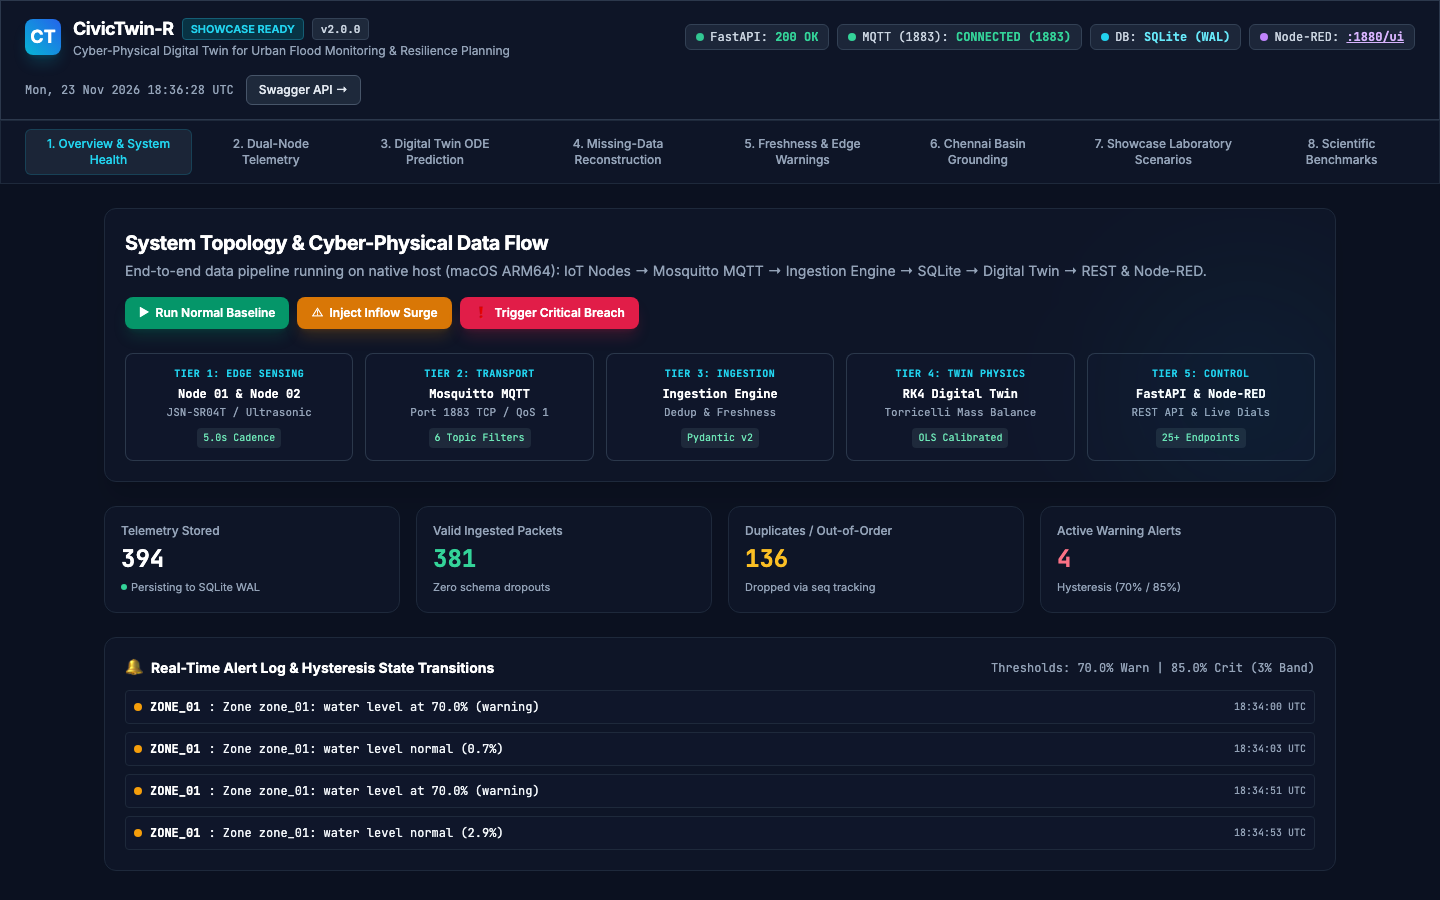 CT
CivicTwin-R SHOWCASE READY v2.0.0
Cyber-Physical Digital Twin for Urban Flood Monitoring & Resilience Planning
FastAPI: 200 OK MQTT (1883): CONNECTED (1883) DB: SQLite (WAL) Node-RED: :1880/ui
Mon, 23 Nov 2026 18:36:28 UTC Swagger API →
1. Overview & System
Health
2. Dual-Node
Telemetry
3. Digital Twin ODE
Prediction
4. Missing-Data
Reconstruction
5. Freshness & Edge
Warnings
6. Chennai Basin
Grounding
7. Showcase Laboratory
Scenarios
8. Scientific
Benchmarks
System Topology & Cyber-Physical Data Flow
End-to-end data pipeline running on native host (macOS ARM64): IoT Nodes → Mosquitto MQTT → Ingestion Engine → SQLite → Digital Twin → REST & Node-RED.
▶ Run Normal Baseline
⚠ Inject Inflow Surge
❗ Trigger Critical Breach
TIER 1: EDGE SENSING
Node 01 & Node 02
JSN-SR04T / Ultrasonic
5.0s Cadence
TIER 2: TRANSPORT
Mosquitto MQTT
Port 1883 TCP / QoS 1
6 Topic Filters
TIER 3: INGESTION
Ingestion Engine
Dedup & Freshness
Pydantic v2
TIER 4: TWIN PHYSICS
RK4 Digital Twin
Torricelli Mass Balance
OLS Calibrated
TIER 5: CONTROL
FastAPI & Node-RED
REST API & Live Dials
25+ Endpoints
Telemetry Stored
394
Persisting to SQLite WAL
Valid Ingested Packets
381
Zero schema dropouts
Duplicates / Out-of-Order
136
Dropped via seq tracking
Active Warning Alerts
4
Hysteresis (70% / 85%)
🔔 Real-Time Alert Log & Hysteresis State Transitions
Thresholds: 70.0% Warn | 85.0% Crit (3% Band)
ZONE_01 : Zone zone_01: water level at 70.0% (warning) 18:34:00 UTC
ZONE_01 : Zone zone_01: water level normal (0.7%) 18:34:03 UTC
ZONE_01 : Zone zone_01: water level at 70.0% (warning) 18:34:51 UTC
ZONE_01 : Zone zone_01: water level normal (2.9%) 18:34:53 UTC